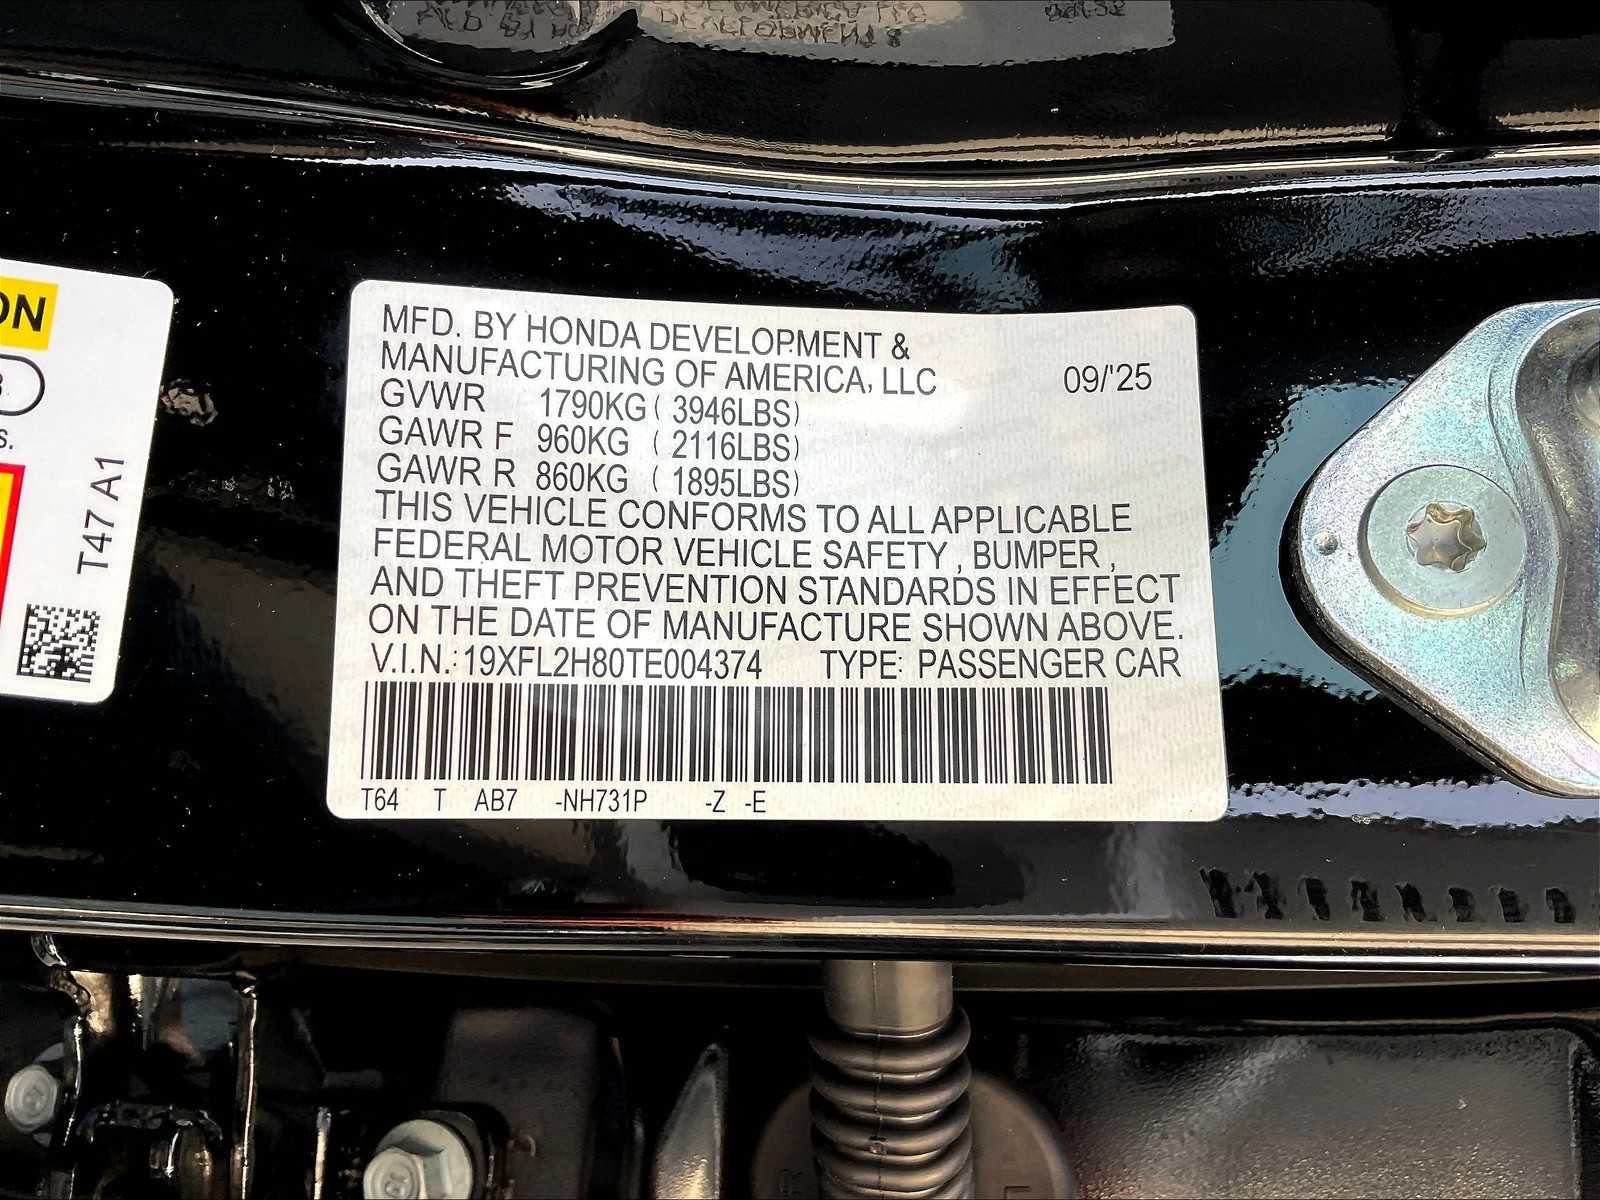 ON
S.
T47 A1
MFD. BY HONDA DEVELOPMENT &
MANUFACTURING OF AMERICA, LLC 09/'25
GVWR 1790KG ( 3946LBS)
GAWR F 960KG ( 2116LBS)
GAWR R 860KG ( 1895LBS)
THIS VEHICLE CONFORMS TO ALL APPLICABLE
FEDERAL MOTOR VEHICLE SAFETY , BUMPER ,
AND THEFT PREVENTION STANDARDS IN EFFECT
ON THE DATE OF MANUFACTURE SHOWN ABOVE.
V.I.N.: 19XFL2H80TE004374 TYPE: PASSENGER CAR
T64 T AB7 -NH731P -Z -E